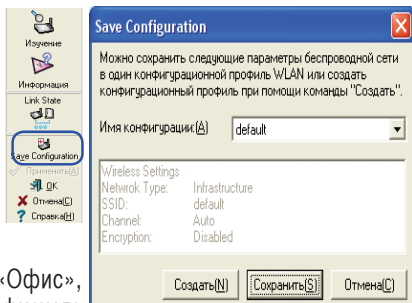 Изучение
Информация
Link State
Save Configuration
Применить(А)
OK
Отмена(C)
Справка(H)
«Офис»,
Save Configuration
Можно сохранить следующие параметры беспроводной сети
в один конфигурационной профиль WLAN или создать
конфигурационный профиль при помощи команды "Создать".
Имя конфигурации:(A)
default
Wireless Settings
Netwrok Type: Infrastructure
SSID: default
Channel: Auto
Encryption: Disabled
Создать(N) Сохранить(S) Отмена(C)